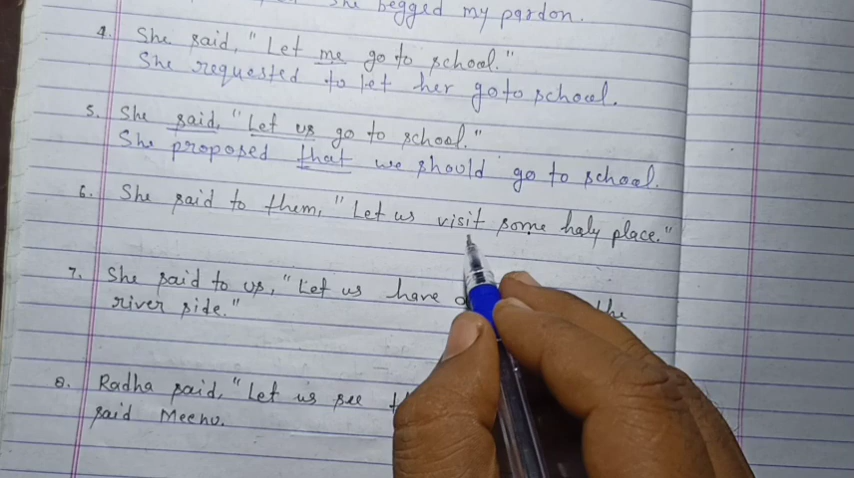 she begged my pardon.
4. She said, "Let me go to school."
She requested to let her go to school.
5. She said, "Let us go to school."
She proposed that we should go to school.
6. She said to them, "Let us visit some holy place."
7. She said to us, "Let us have the
river side."
8. Radha said, "Let us see
said Meenu.